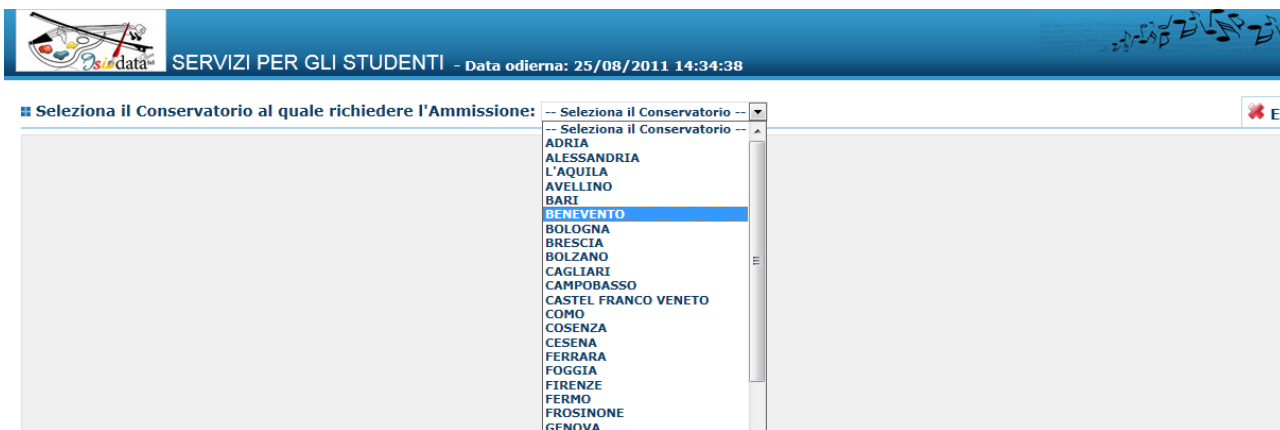 Isiodata srl
SERVIZI PER GLI STUDENTI - Data odierna: 25/08/2011 14:34:38
Seleziona il Conservatorio al quale richiedere l'Ammissione: -- Seleziona il Conservatorio --
E
-- Seleziona il Conservatorio --
ADRIA
ALESSANDRIA
L'AQUILA
AVELLINO
BARI
BENEVENTO
BOLOGNA
BRESCIA
BOLZANO
CAGLIARI
CAMPOBASSO
CASTEL FRANCO VENETO
COMO
COSENZA
CESENA
FERRARA
FOGGIA
FIRENZE
FERMO
FROSINONE
GENOVA